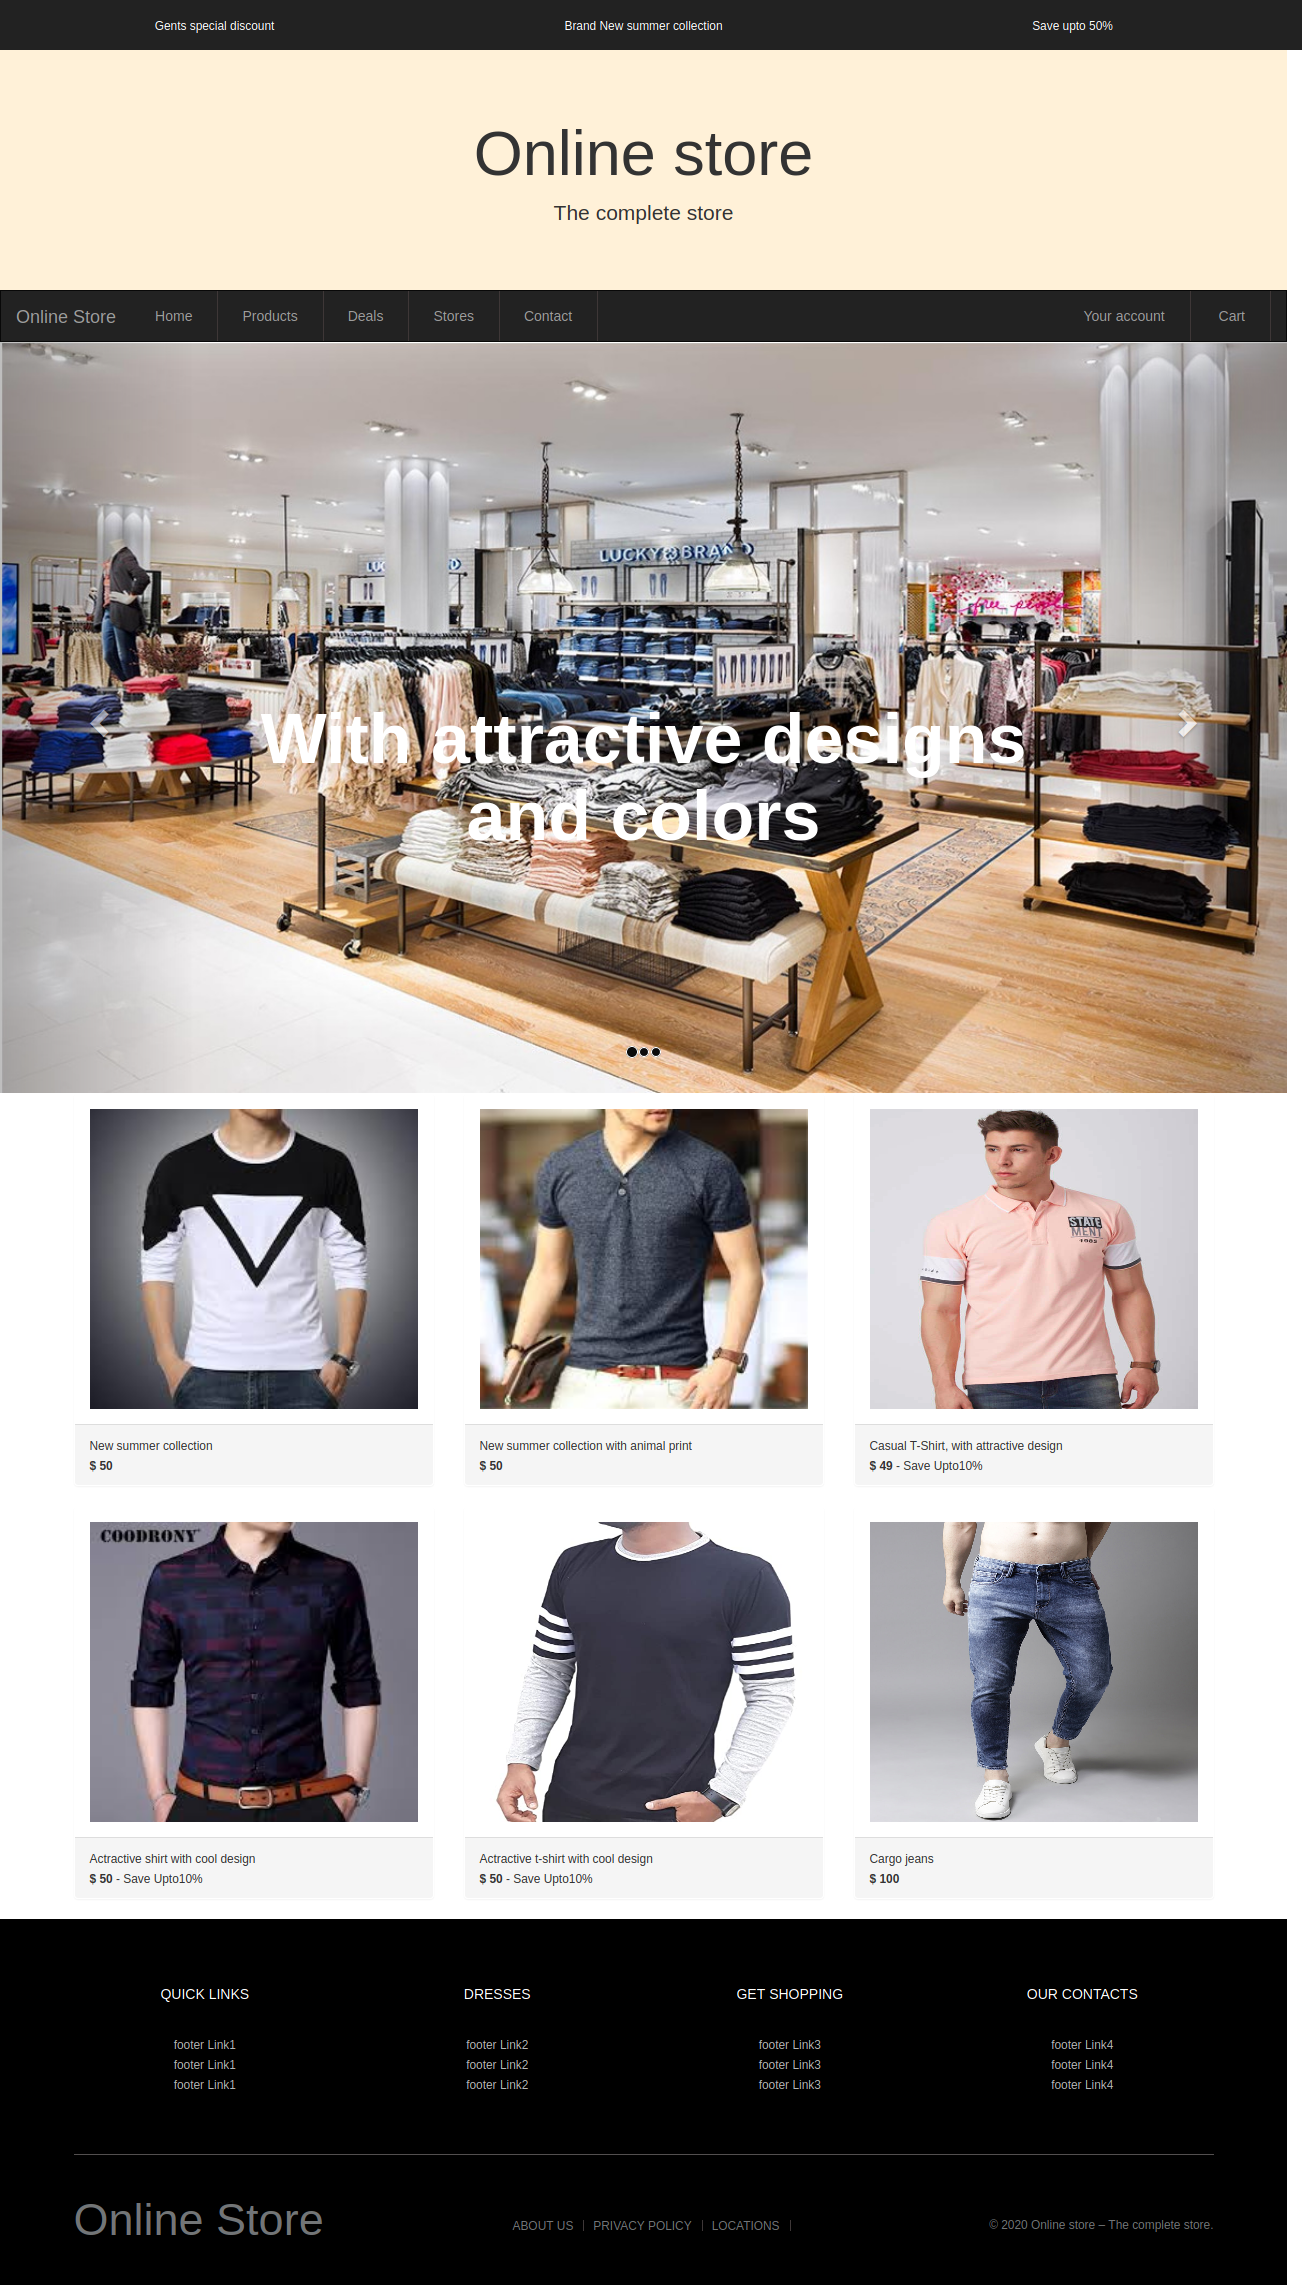 Gents special discount
Brand New summer collection
Save upto 50%
Online store
The complete store
Online Store
Home
Products
Deals
Stores
Contact
Your account
Cart
LUCKY BRAND
LUCKY BRAND
free people
With attractive designs
and colors
STATE
MENT
New summer collection
$ 50
New summer collection with animal print
$ 50
Casual T-Shirt, with attractive design
$ 49 - Save Upto10%
COODRONY
Actractive shirt with cool design
$ 50 - Save Upto10%
Actractive t-shirt with cool design
$ 50 - Save Upto10%
Cargo jeans
$ 100
QUICK LINKS
footer Link1
footer Link1
footer Link1
DRESSES
footer Link2
footer Link2
footer Link2
GET SHOPPING
footer Link3
footer Link3
footer Link3
OUR CONTACTS
footer Link4
footer Link4
footer Link4
Online Store
ABOUT US
PRIVACY POLICY
LOCATIONS
© 2020 Online store – The complete store.